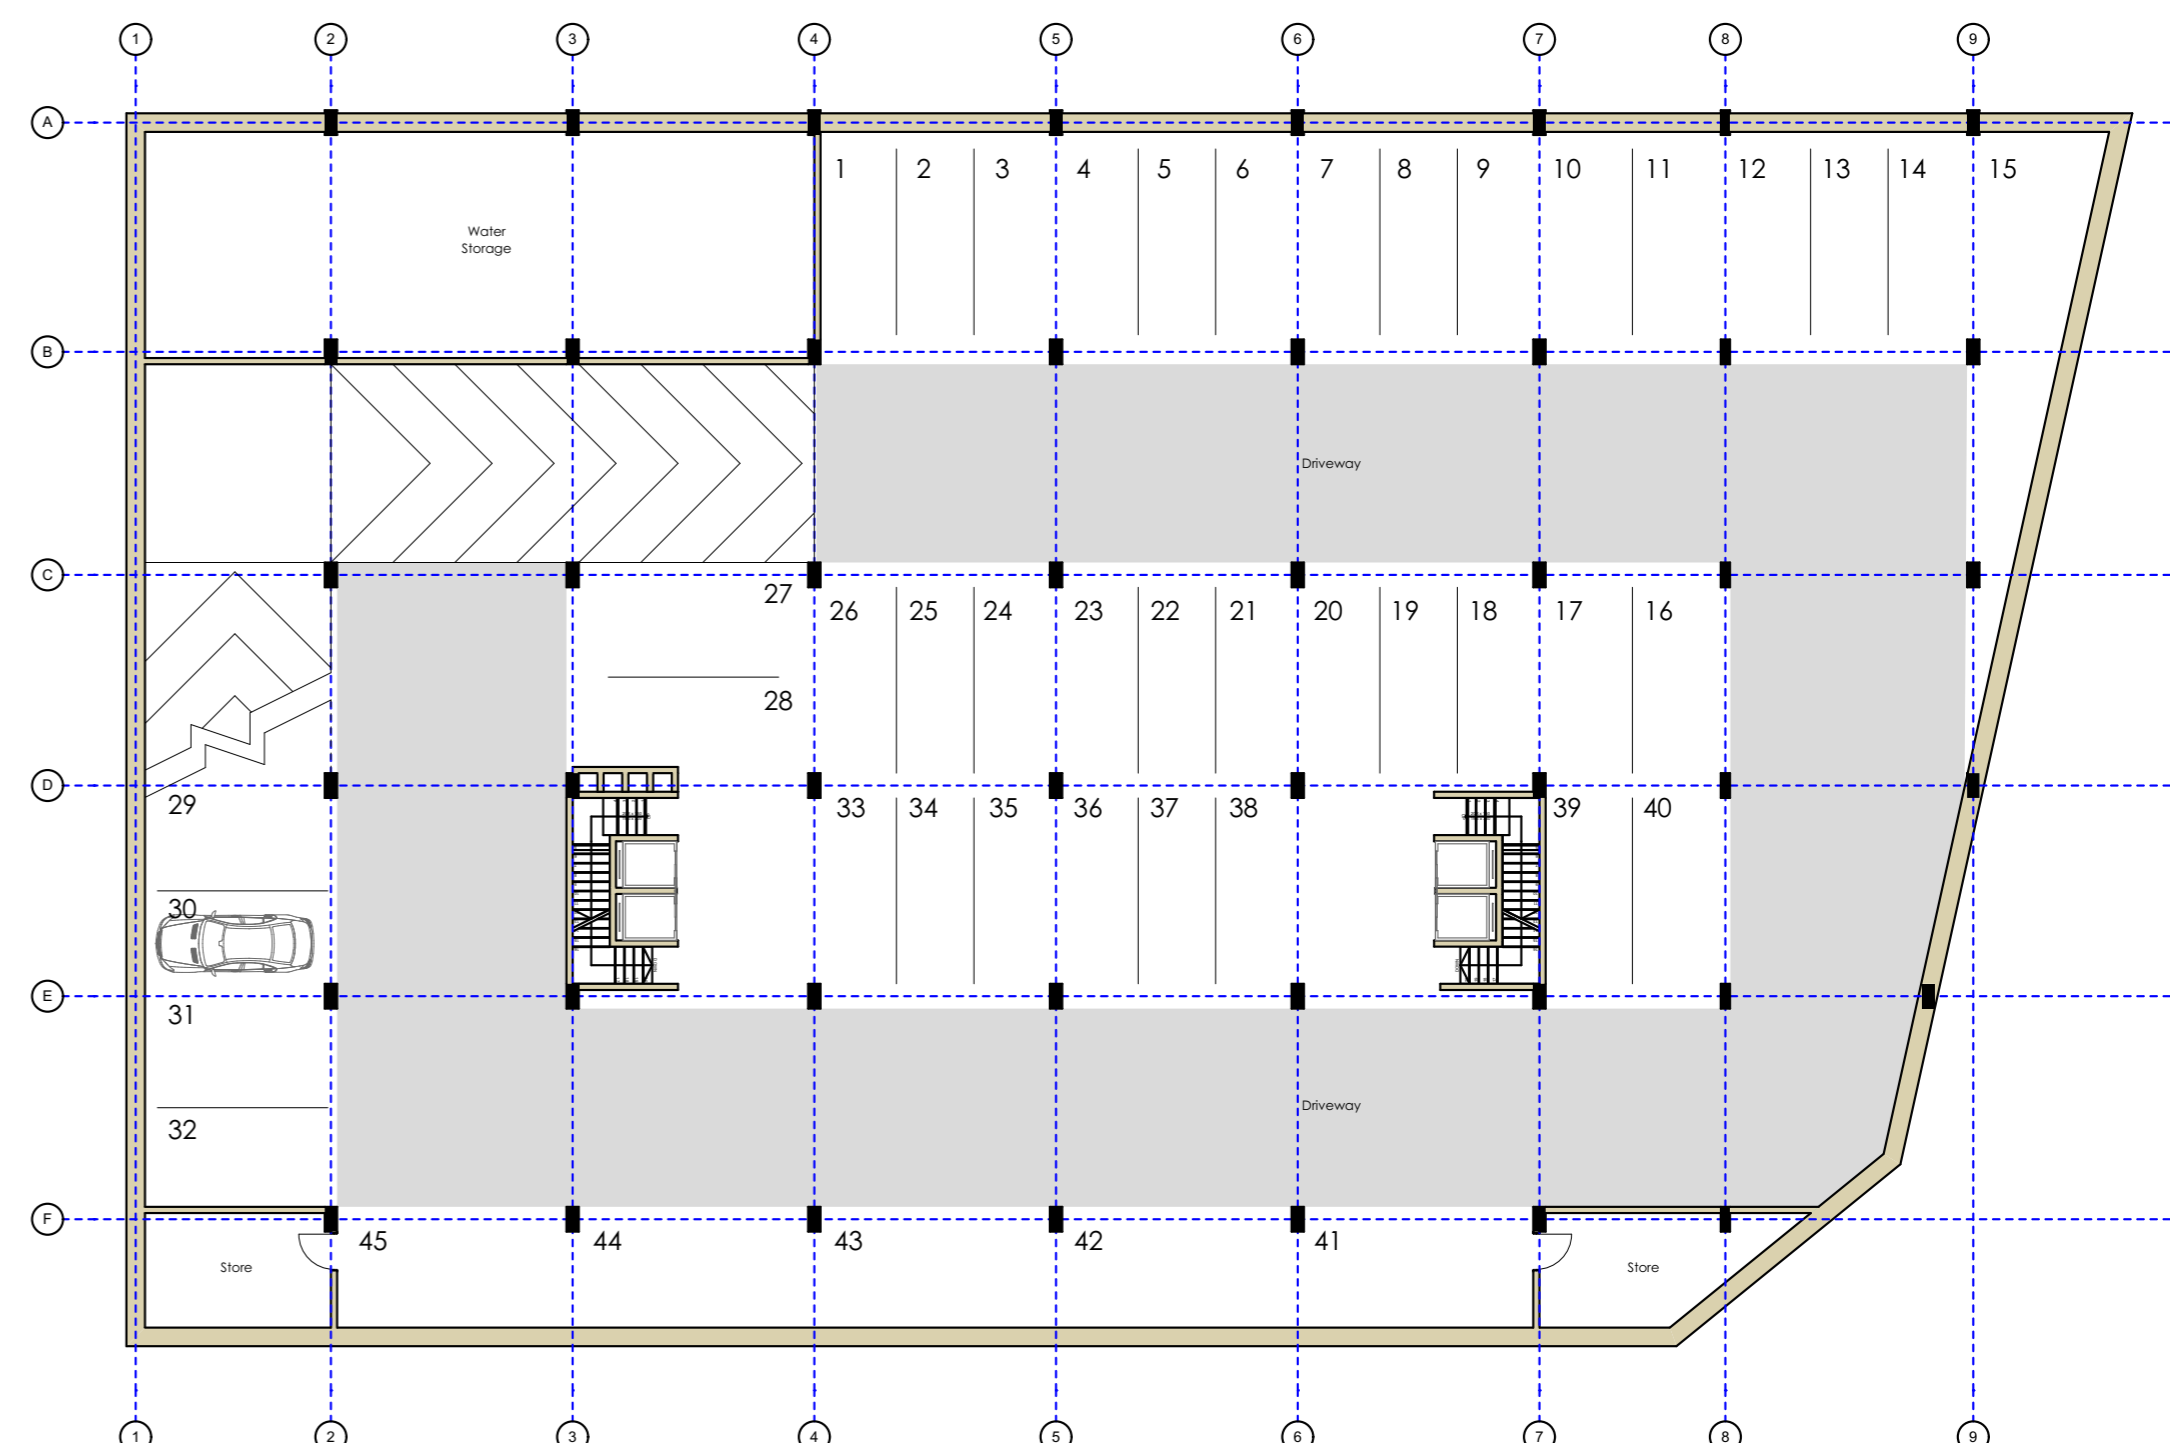 1 2 3 4 5 6 7 8 9
A
1 2 3 4 5 6 7 8 9 10 11 12 13 14 15
Water
Storage
B
Driveway
C
27
26 25 24 23 22 21 20 19 18 17 16
28
D
29 33 34 35 36 37 38 39 40
30
E
31
Driveway
32
F
45 44 43 42 41
Store Store
1 2 3 4 5 6 7 8 9